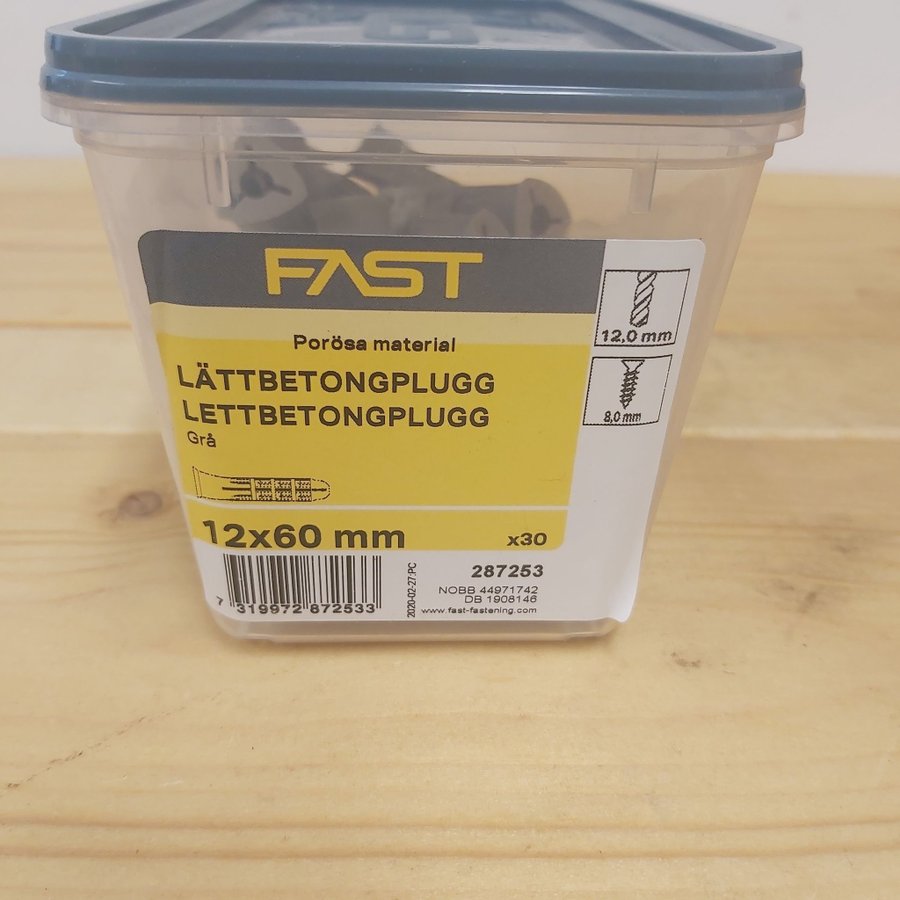 FAST
Porösa material
LÄTTBETONGPLUGG
LETTBETONGPLUGG
Grå
12x60 mm
x30
12,0 mm
8,0 mm
7 319972 872533
2020-02-27:PC
287253
NOBB 44971742
DB 1908146
www.fast-fastening.com